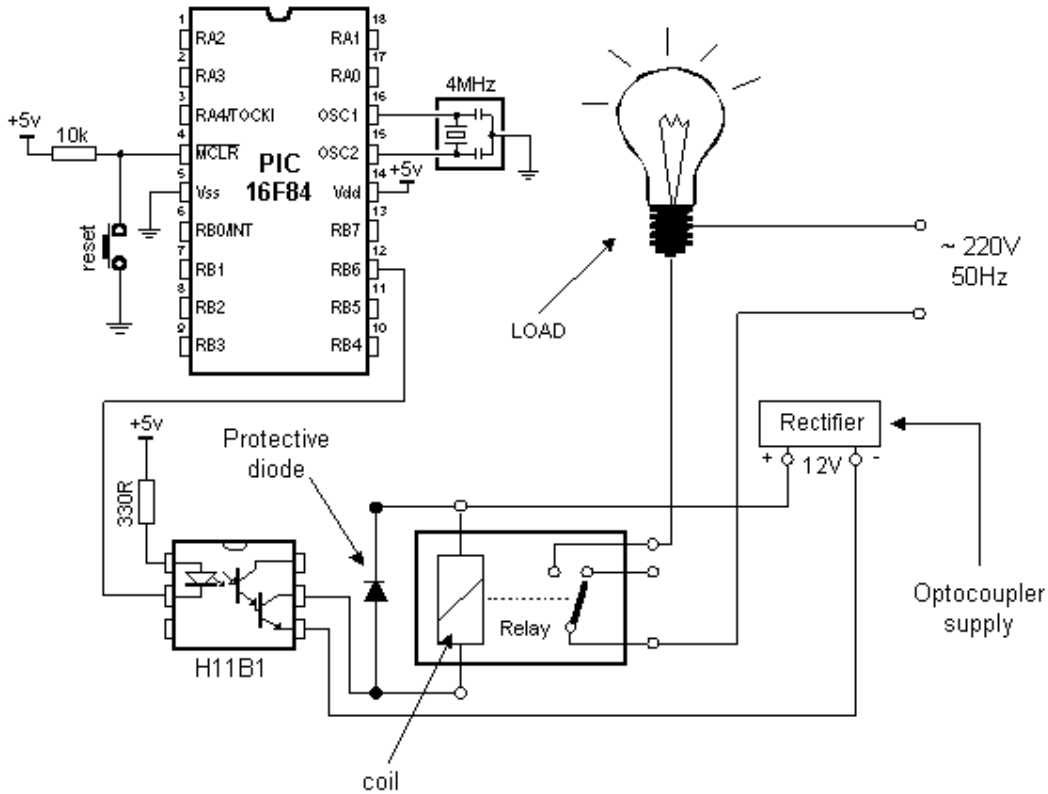 1
RA2
2
RA3
3
RA4/TOCKI
4
MCLR
5
Vss
6
RB0/INT
7
RB1
8
RB2
9
RB3
18
RA1
17
RA0
16
OSC1
15
OSC2
14
Vdd
13
RB7
12
RB6
11
RB5
10
RB4
PIC
16F84
+5v
10k
reset
4MHz
+5v
LOAD
~ 220V
50Hz
+5v
330R
H11B1
Protective
diode
Relay
coil
Rectifier
+ 12V -
Optocoupler
supply